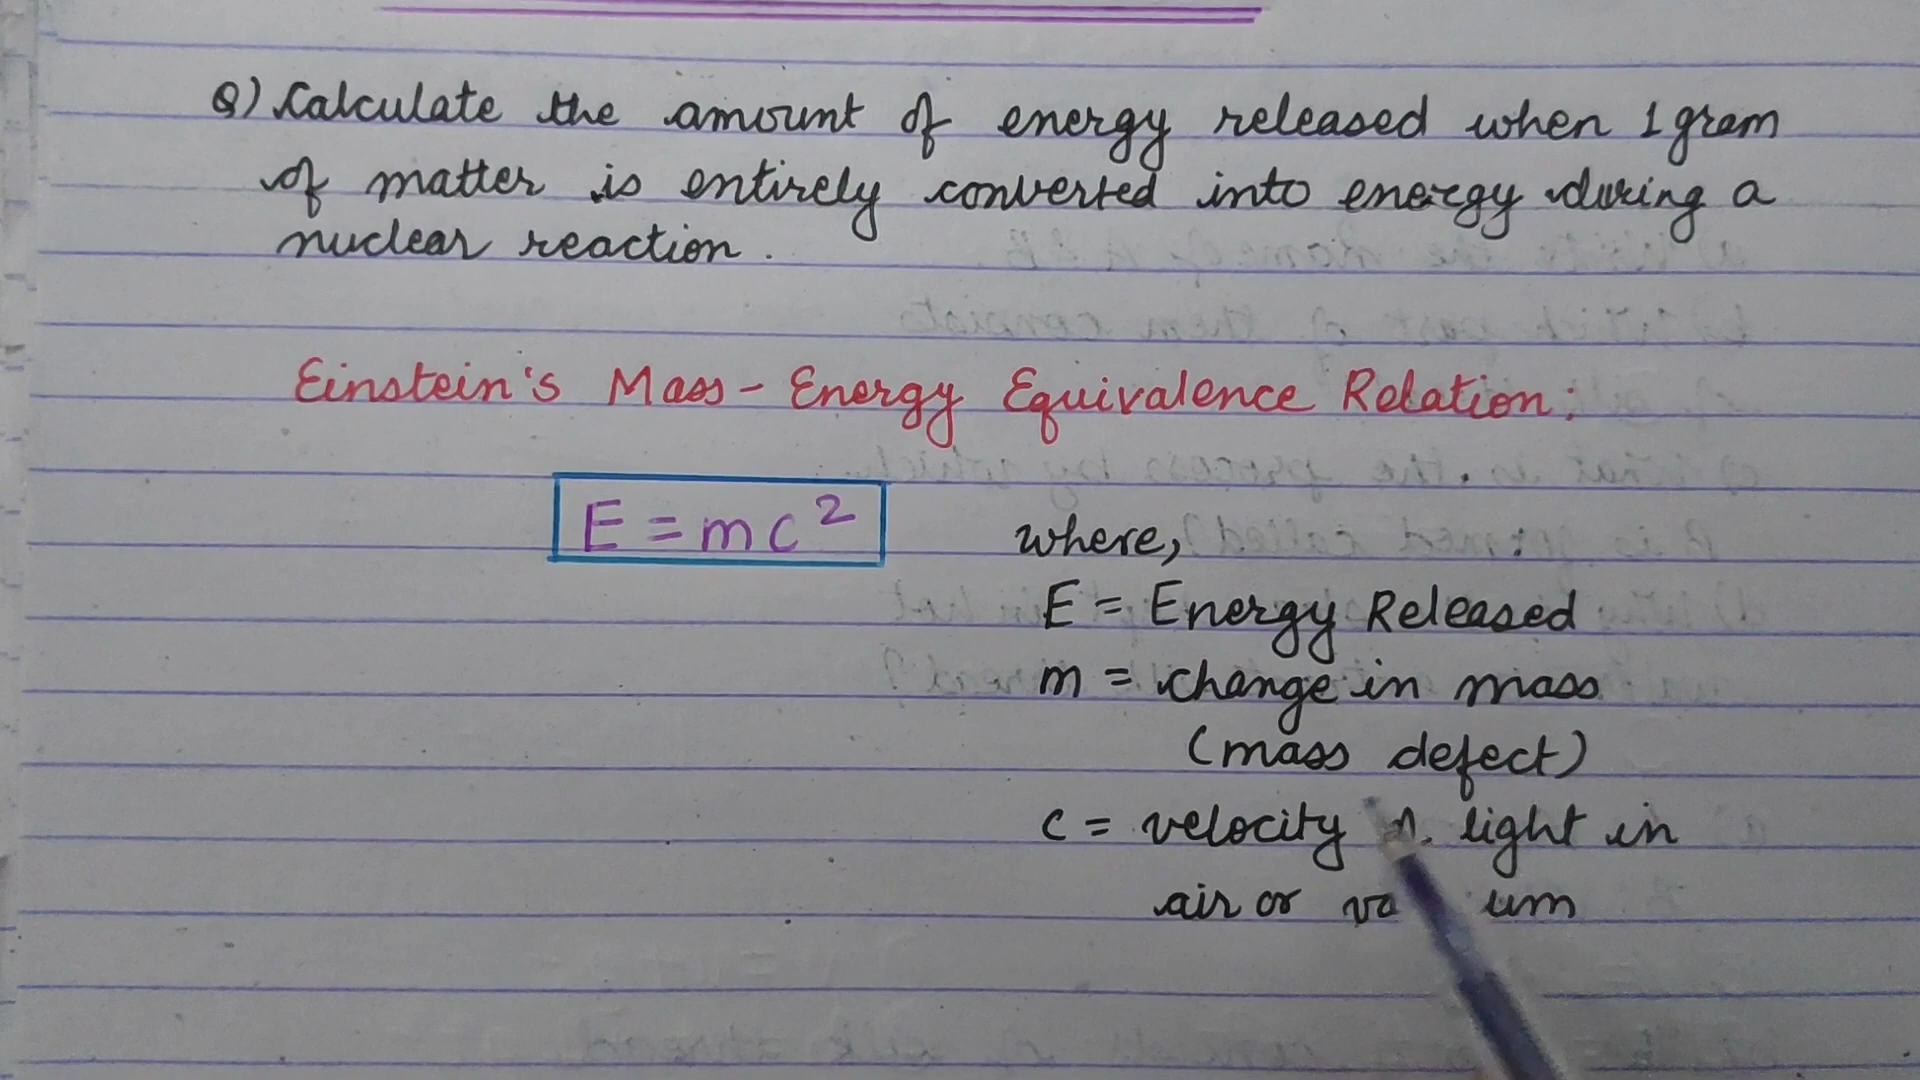 Q) Calculate the amount of energy released when 1 gram
of matter is entirely converted into energy during a
nuclear reaction.
Einstein's Mass - Energy Equivalence Relation:
E = mc²
where,
E = Energy Released
m = change in mass
(mass defect)
c = velocity light in
air or